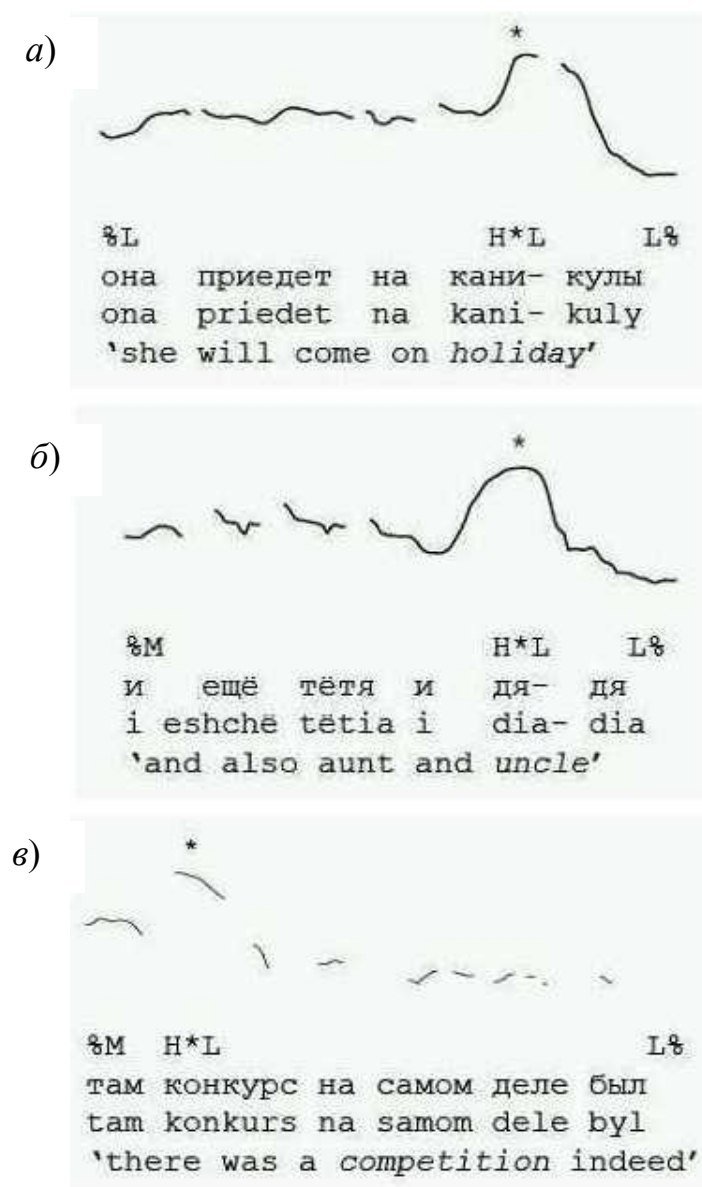 а)
*
%L H*L L%
она приедет на кани- кулы
ona priedet na kani- kuly
‘she will come on holiday’
б)
*
%M H*L L%
и ещё тётя и дя- дя
i eshchë tëtia i dia- dia
‘and also aunt and uncle’
в)
*
%M H*L L%
там конкурс на самом деле был
tam konkurs na samom dele byl
‘there was a competition indeed’